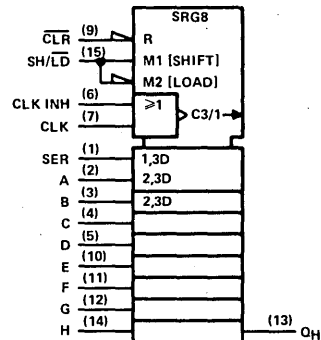 SRG8
CLR (9) R
SH/LD (15) M1 [SHIFT]
M2 [LOAD]
CLK INH (6) ≥1
CLK (7) C3/1
SER (1) 1,3D
A (2) 2,3D
B (3) 2,3D
C (4)
D (5)
E (10)
F (11)
G (12)
H (14) (13) QH